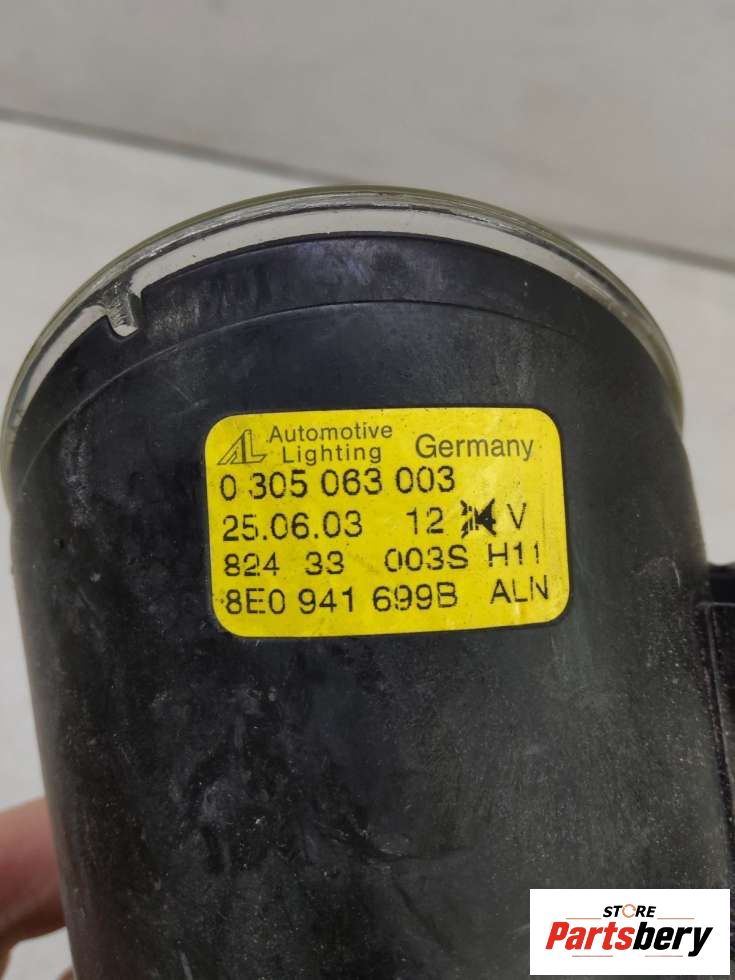 AL Automotive Lighting Germany
0 305 063 003
25.06.03 12 V
824 33 003S H11
8E0 941 699B ALN
STORE
Partsbery